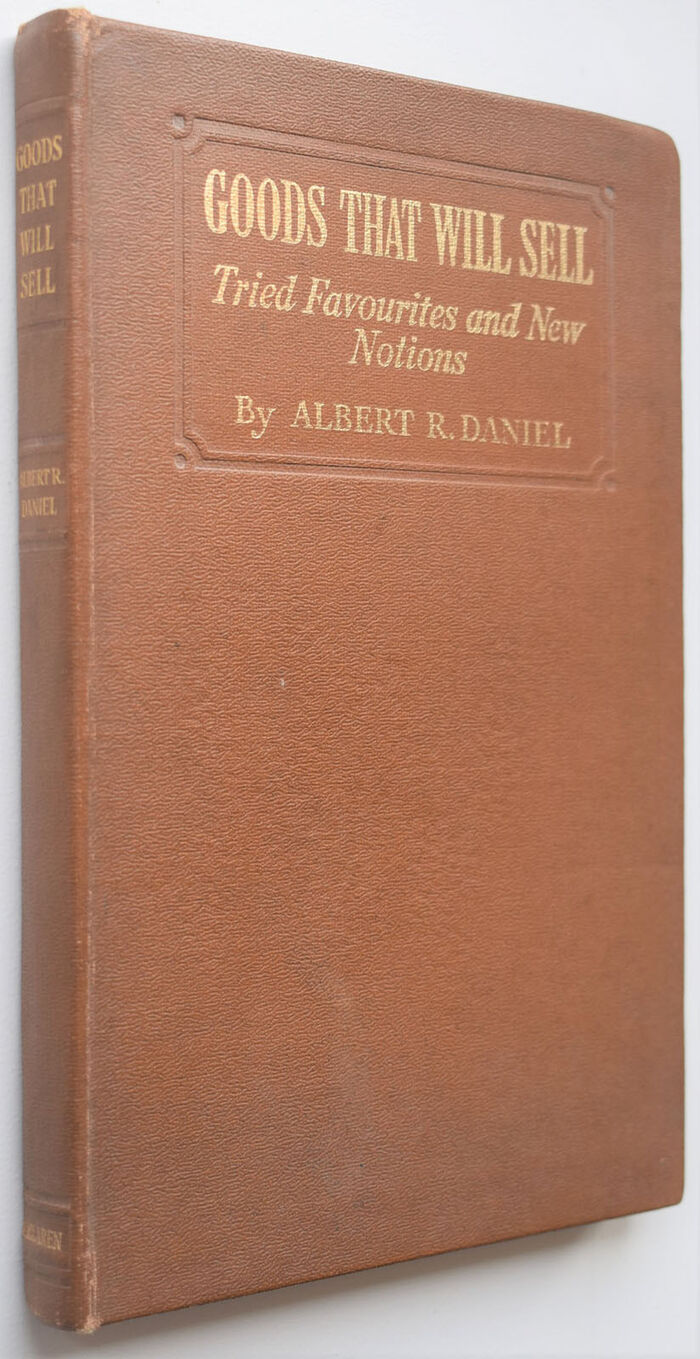 GOODS THAT WILL SELL
Tried Favourites and New
Notions
By ALBERT R. DANIEL
GOODS
THAT
WILL
SELL
ALBERT R.
DANIEL